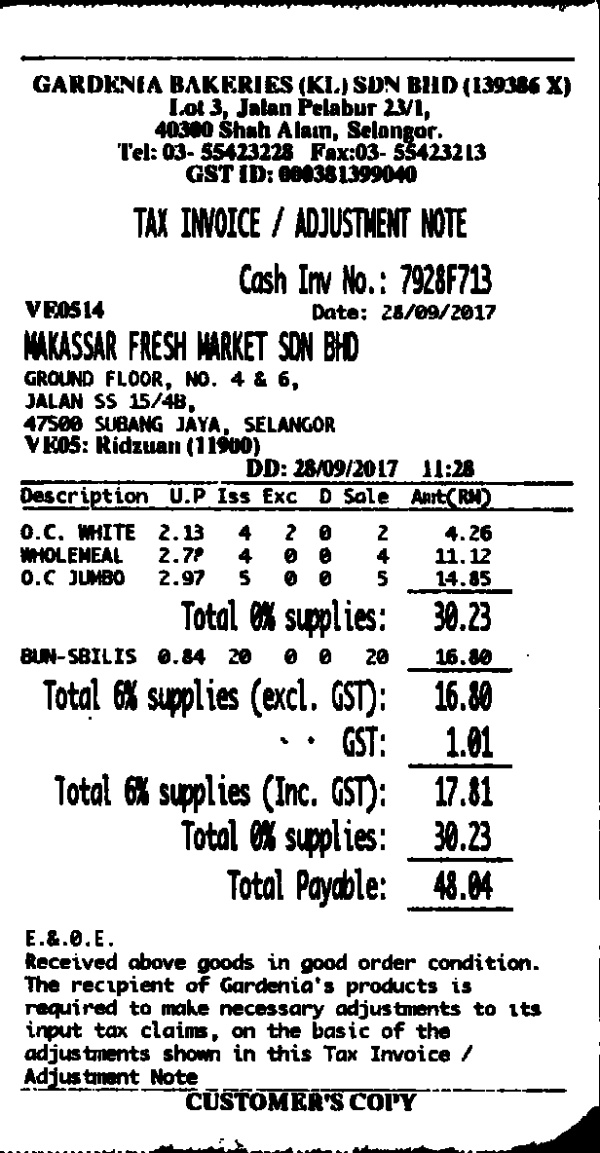 GARDENIA BAKERIES (KL) SDN BHD (139386 X)
Lot 3, Jalan Pelabur 23/1,
40300 Shah Alam, Selangor.
Tel: 03- 55423228 Fax:03- 55423213
GST ID: 000381399040
TAX INVOICE / ADJUSTMENT NOTE
Cash Inv No.: 7928F713
VE0514 Date: 28/09/2017
MAKASSAR FRESH MARKET SDN BHD
GROUND FLOOR, NO. 4 & 6,
JALAN SS 15/4B,
47500 SUBANG JAYA, SELANGOR
VE05: Ridzuan (11900)
DD: 28/09/2017 11:28
Description U.P Iss Exc D Sale Amt(RM)
O.C. WHITE 2.13 4 2 0 2 4.26
WHOLEMEAL 4 0 0 4 11.12
O.C JUMBO 2.97 5 0 0 5 14.85
Total 0% supplies: 30.23
BUN-SBILIS 0.84 20 0 0 20 16.80
Total 6% supplies (excl. GST): 16.80
GST: 1.01
Total 6% supplies (Inc. GST): 17.81
Total 0% supplies: 30.23
Total Payable: 48.04
E.&.O.E.
Received above goods in good order condition.
The recipient of Gardenia's products is
required to make necessary adjustments to its
input tax claims, on the basic of the
adjustments shown in this Tax Invoice /
Adjustment Note
CUSTOMER'S COPY